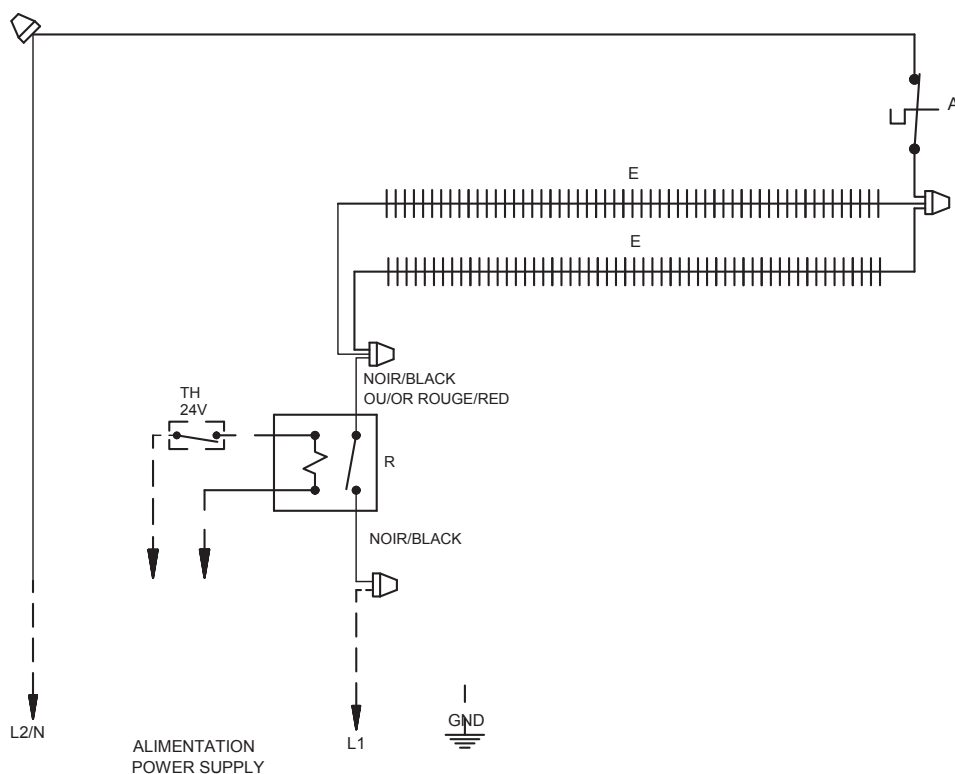 A
E
E
NOIR/BLACK
OU/OR ROUGE/RED
TH
24V
R
NOIR/BLACK
L2/N
L1
GND
ALIMENTATION
POWER SUPPLY